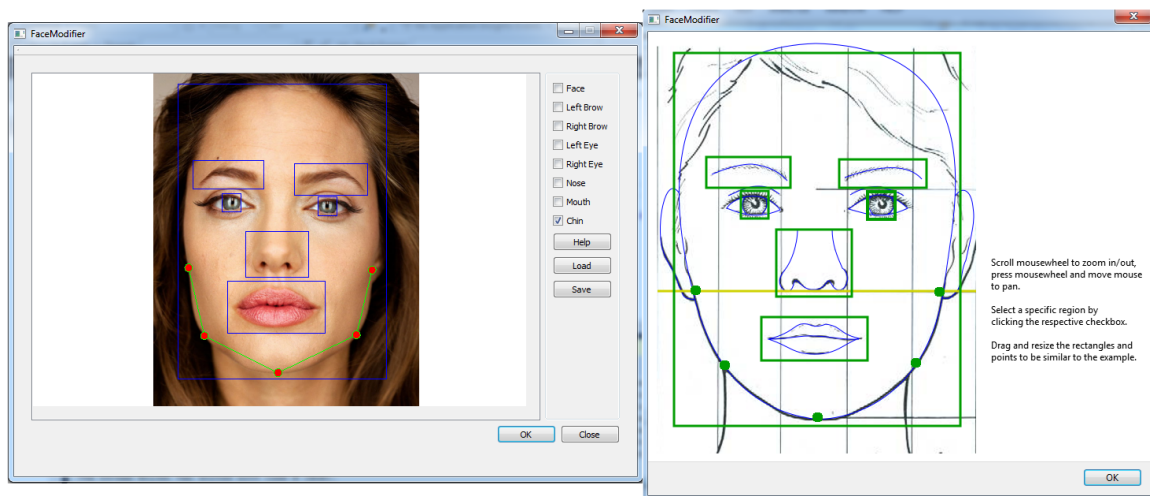 FaceModifier
Face
Left Brow
Right Brow
Left Eye
Right Eye
Nose
Mouth
Chin
Help
Load
Save
OK
Close
FaceModifier
Scroll mousewheel to zoom in/out,
press mousewheel and move mouse
to pan.
Select a specific region by
clicking the respective checkbox.
Drag and resize the rectangles and
points to be similar to the example.
OK